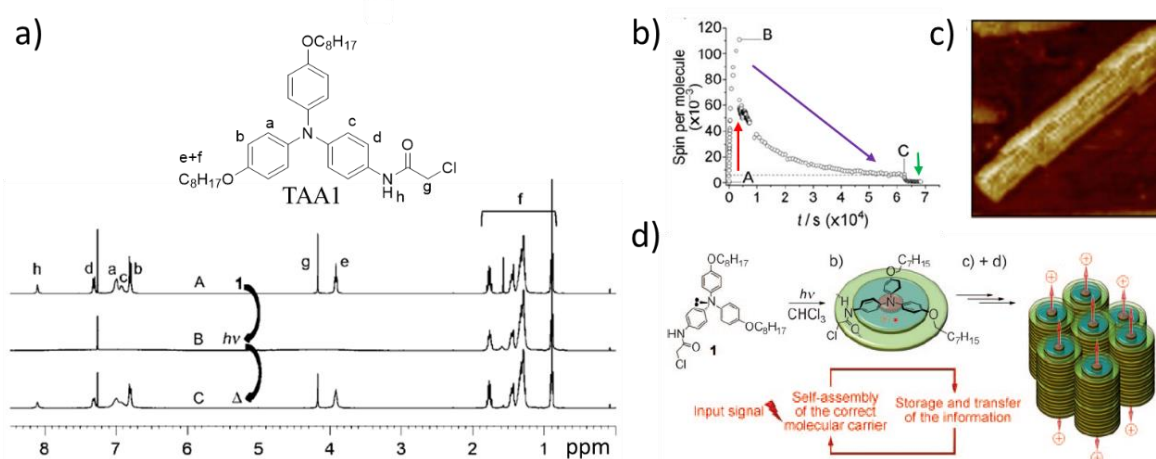 a)
OC8H17
a
c
b
d
N
e+f
O
C8H17O
Cl
N
H
h
g
TAA1
f
h
d
a
c
b
g
e
A
1
B
hν
C
Δ
8
7
6
5
4
3
2
1
ppm
b)
Spin per molecule
(x10⁻³)
120
100
80
60
40
20
0
B
A
C
0
1
2
3
4
5
6
7
t / s (x10⁴)
c)
d)
C8H17O
N
OC8H17
HN
O
Cl
1
hν
CHCl3
b)
C7H15
O
H
N
N
Cl
O
O
C7H15
c) + d)
Input signal
Self-assembly
of the correct
molecular carrier
Storage and transfer
of the information